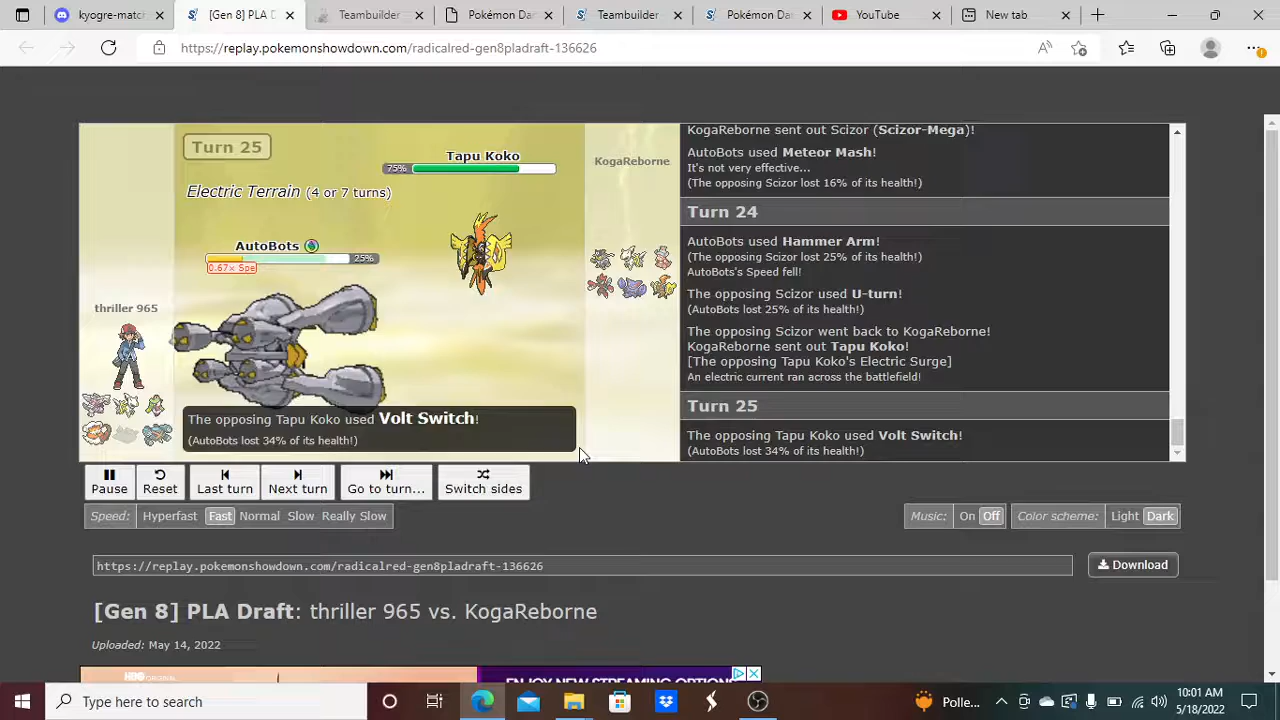 kyogre-match
[Gen 8] PLA D
Teambuilder
Pokémon Da
Teambuilder
Pokémon Da
YouTube
New tab
https://replay.pokemonshowdown.com/radicalred-gen8pladraft-136626
Turn 25
Tapu Koko
75%
Electric Terrain (4 or 7 turns)
AutoBots
25%
0.67× Spe
thriller 965
KogaReborne
The opposing Tapu Koko used Volt Switch!
(AutoBots lost 34% of its health!)
KogaReborne sent out Scizor (Scizor-Mega)!
AutoBots used Meteor Mash!
It's not very effective...
(The opposing Scizor lost 16% of its health!)
Turn 24
AutoBots used Hammer Arm!
(The opposing Scizor lost 25% of its health!)
AutoBots's Speed fell!
The opposing Scizor used U-turn!
(AutoBots lost 25% of its health!)
The opposing Scizor went back to KogaReborne!
KogaReborne sent out Tapu Koko!
[The opposing Tapu Koko's Electric Surge]
An electric current ran across the battlefield!
Turn 25
The opposing Tapu Koko used Volt Switch!
(AutoBots lost 34% of its health!)
Pause
Reset
Last turn
Next turn
Go to turn...
Switch sides
Speed: Hyperfast Fast Normal Slow Really Slow
Music: On Off
Color scheme: Light Dark
https://replay.pokemonshowdown.com/radicalred-gen8pladraft-136626
Download
[Gen 8] PLA Draft: thriller 965 vs. KogaReborne
Uploaded: May 14, 2022
ENJOY NEW STREAMING OPTIONS
Type here to search
Polle...
10:01 AM
5/18/2022